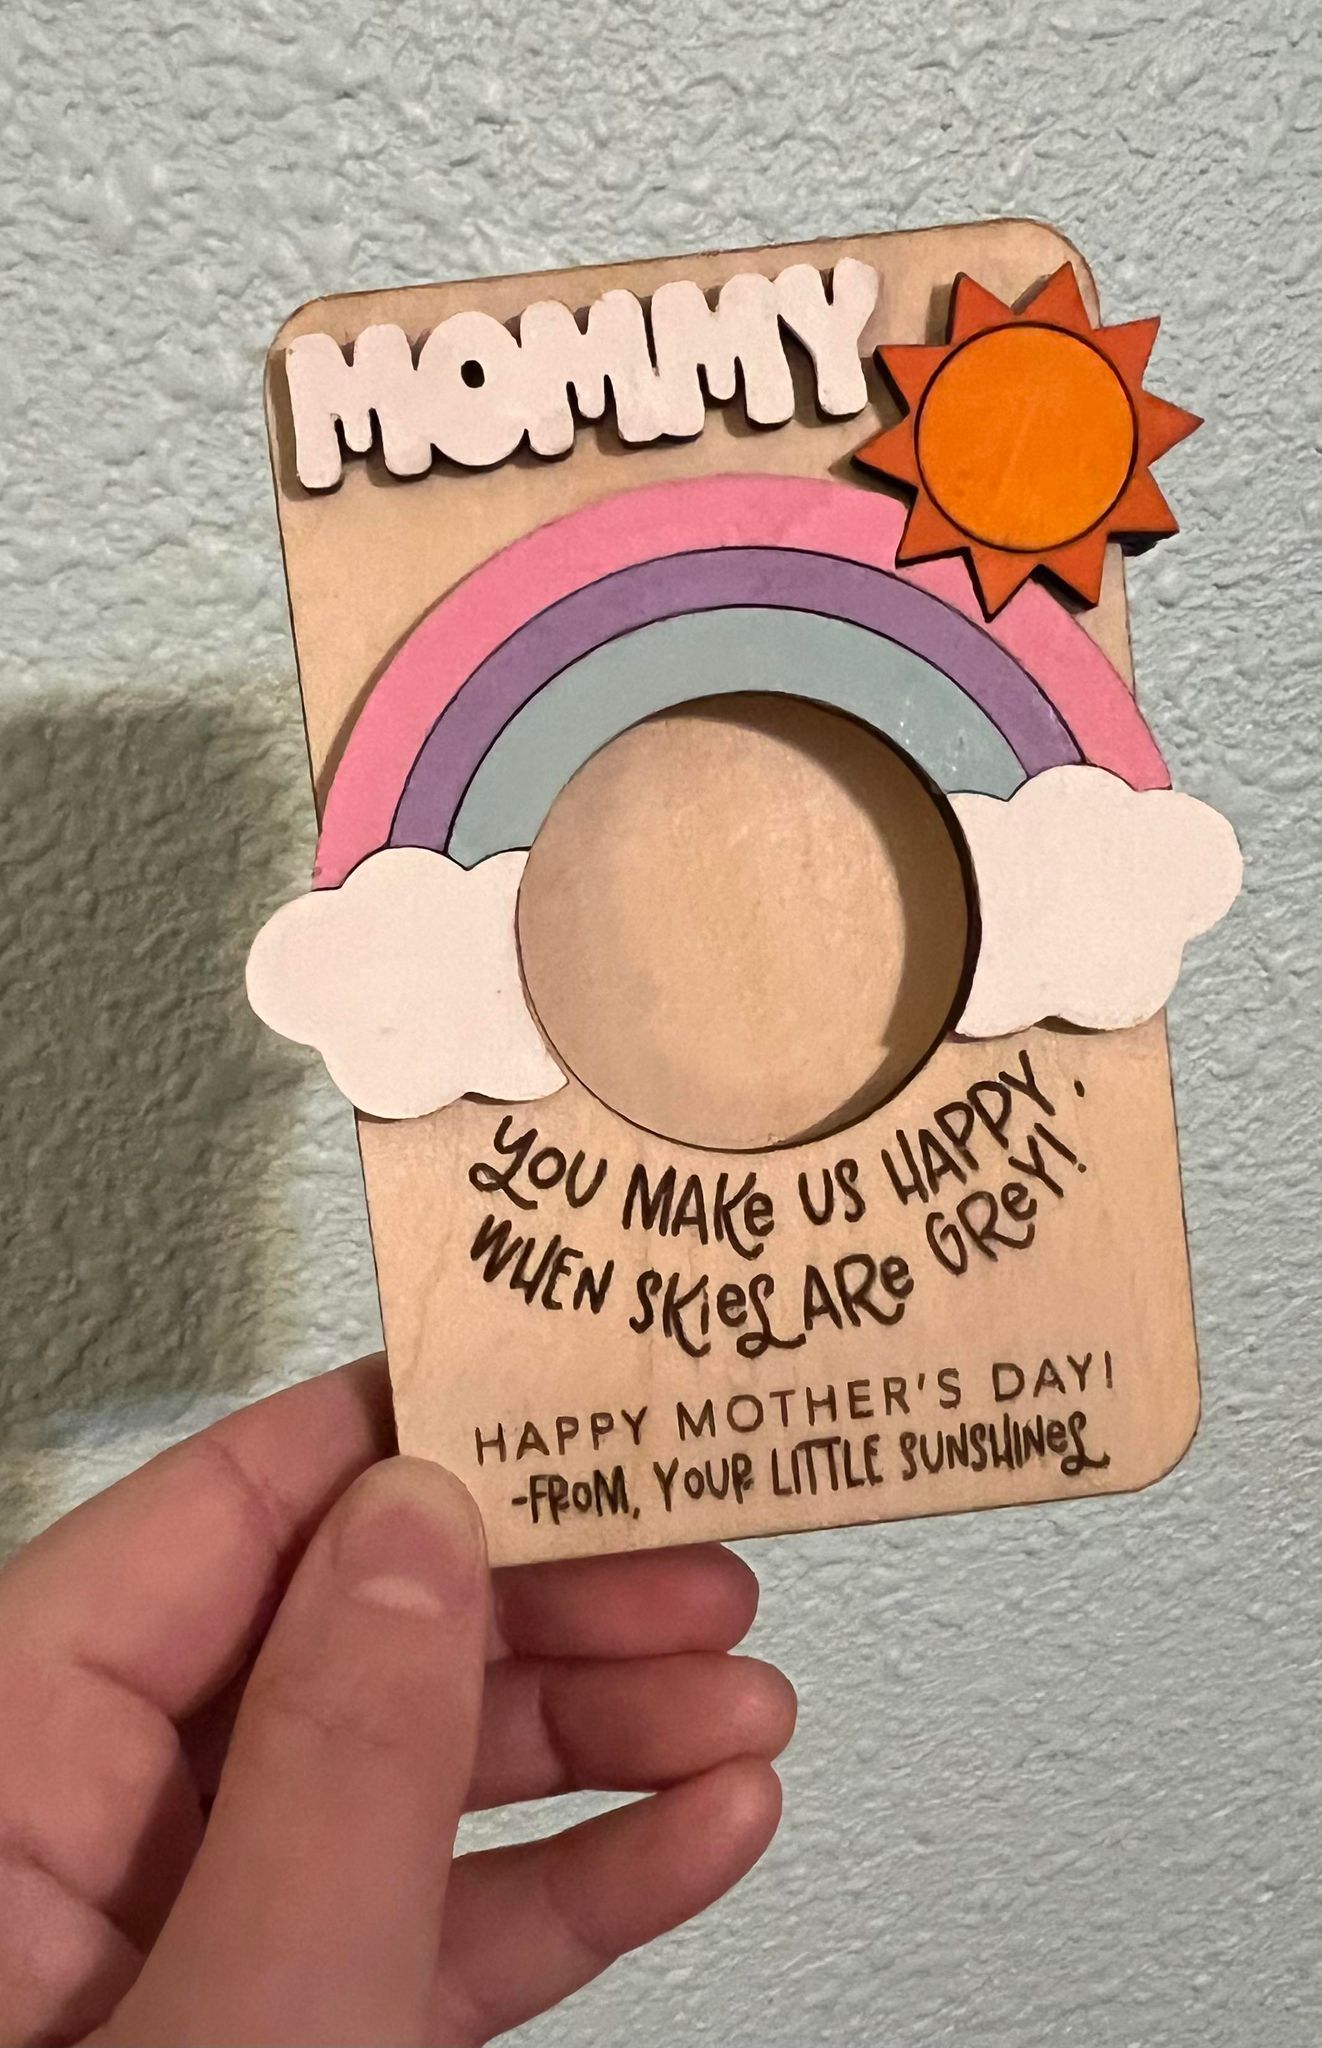 MOMMY
YOU MAKe US HAPPY.
WHEN SKieS ARe GReY!
HAPPY MOTHER'S DAY!
-FROM, YOUR LITTLE SUNSHINeS